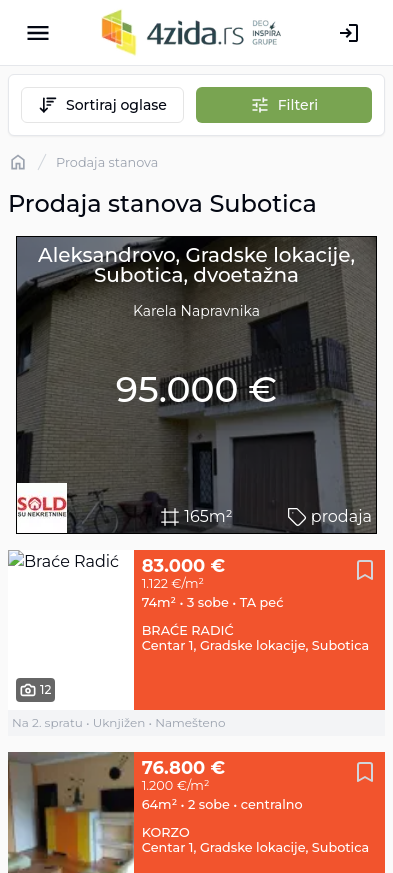 4zida.rs DEO INSPIRA GRUPE
Sortiraj oglase
Filteri
/ Prodaja stanova
Prodaja stanova Subotica
Aleksandrovo, Gradske lokacije,
Subotica, dvoetažna
Karela Napravnika
95.000 €
SOLD
SU NEKRETNINE
165m²
prodaja
Braće Radić
12
83.000 €
1.122 €/m²
74m² • 3 sobe • TA peć
BRAĆE RADIĆ
Centar 1, Gradske lokacije, Subotica
Na 2. spratu • Uknjižen • Namešteno
76.800 €
1.200 €/m²
64m² • 2 sobe • centralno
KORZO
Centar 1, Gradske lokacije, Subotica